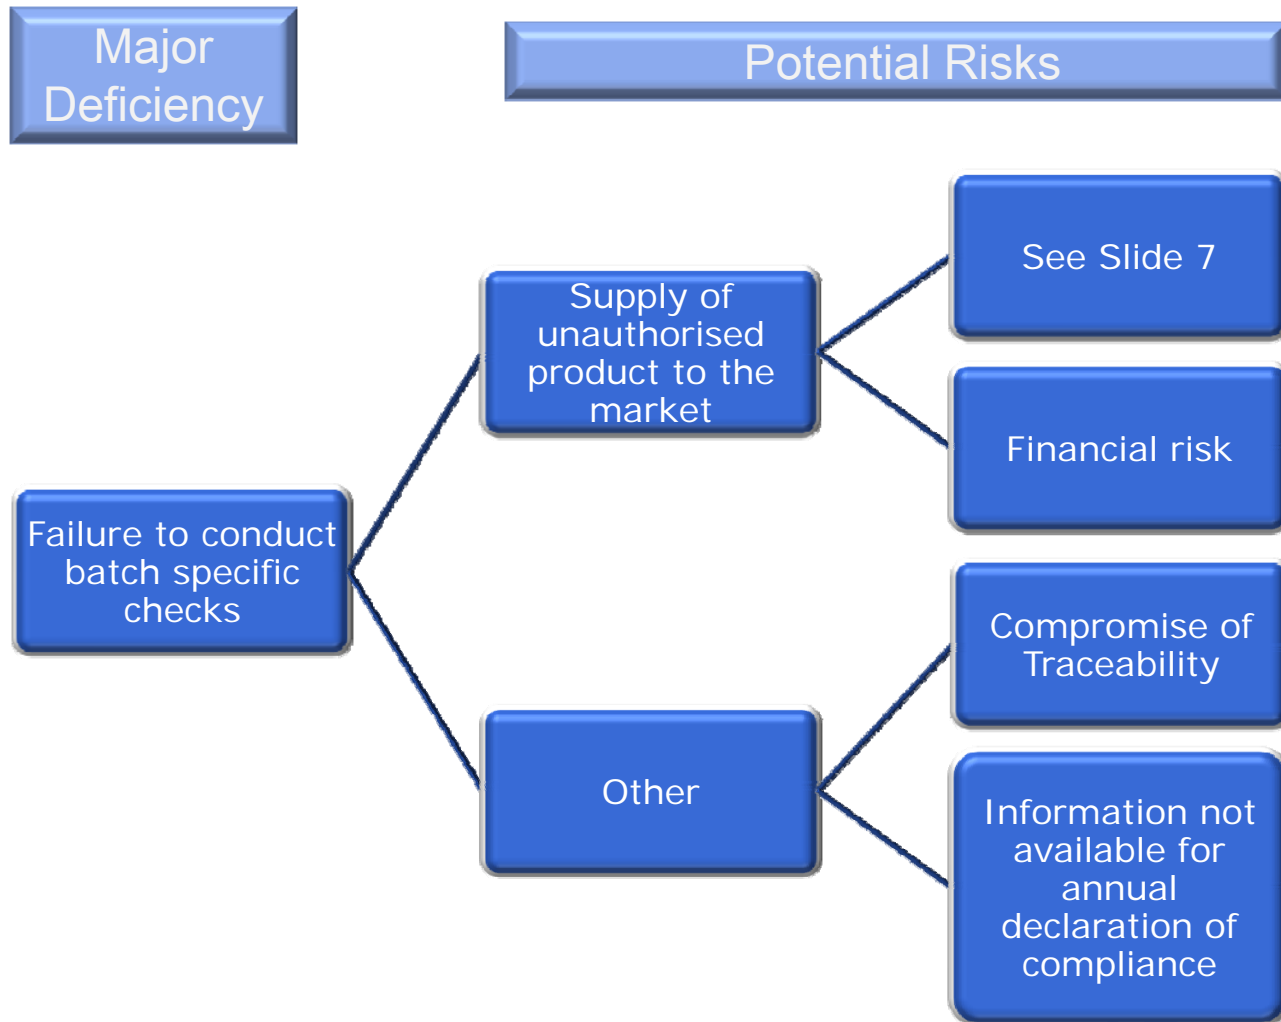 Major
Deficiency
Potential Risks
Failure to conduct
batch specific
checks
Supply of
unauthorised
product to the
market
See Slide 7
Financial risk
Other
Compromise of
Traceability
Information not
available for
annual
declaration of
compliance